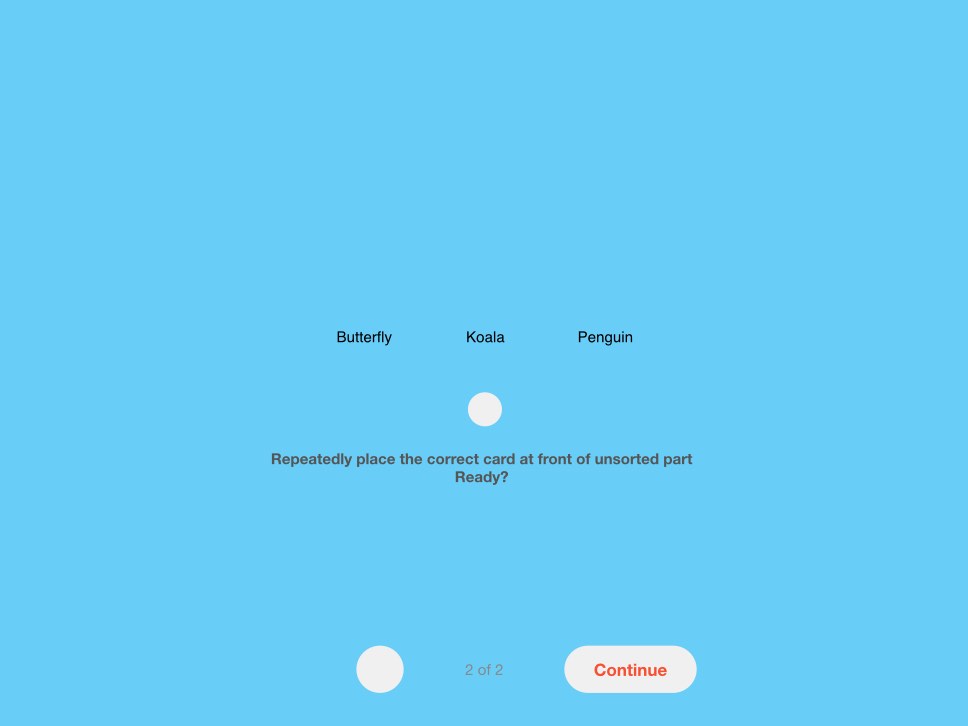 Butterfly Koala Penguin
Repeatedly place the correct card at front of unsorted part
Ready?
2 of 2
Continue